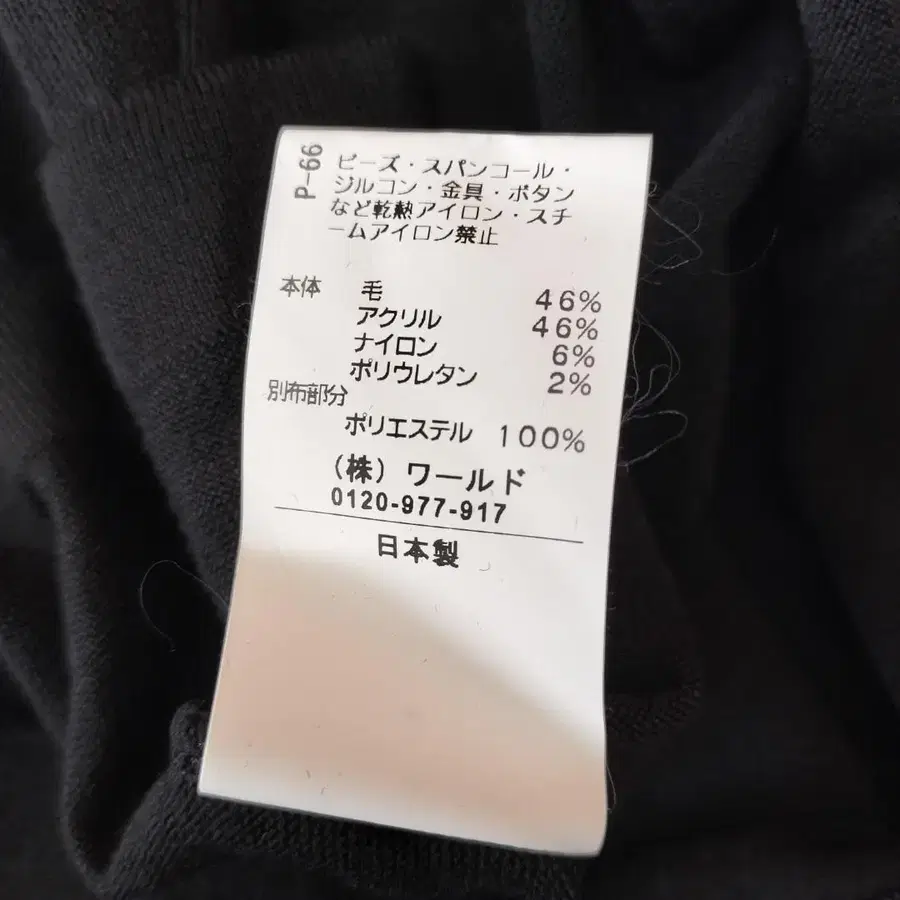 P-66
ビーズ・スパンコール・
ジルコン・金具・ボタン
など乾熱アイロン・スチ
ームアイロン禁止
本体 毛 46%
アクリル 46%
ナイロン 6%
ポリウレタン 2%
別布部分
ポリエステル 100%
(株) ワールド
0120-977-917
日本製